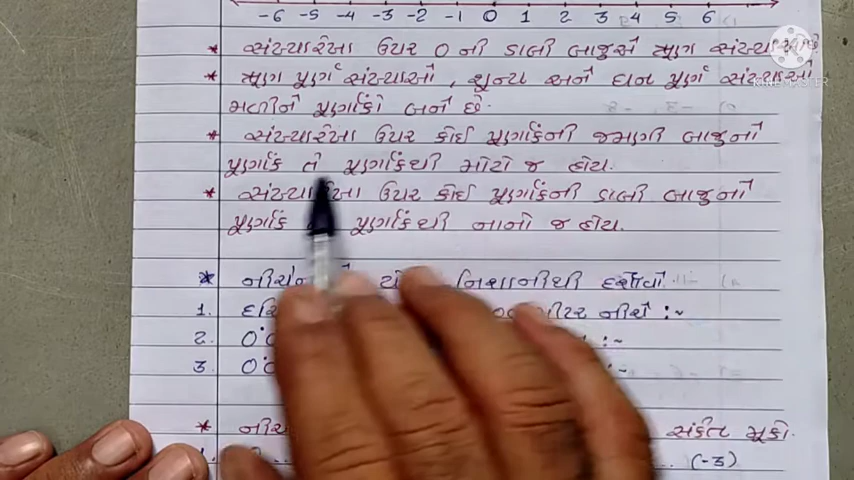 -6 -5 -4 -3 -2 -1 0 1 2 3 4 5 6
* સંખ્યારેખા ઉપર 0 ની ડાબી બાજુએ ઋણ
* ઋણ પૂર્ણ સંખ્યાઓ, શુન્ય અને ધન પૂર્ણ સંખ્યાઓ
મળીને પૂર્ણાંકો બને છે.
* સંખ્યારેખા ઉપર કોઈ પૂર્ણાંકની જમણી બાજુનો
પૂર્ણાંક તે પૂર્ણાંકથી મોટો જ હોય.
* સંખ્યારેખા ઉપર કોઈ પૂર્ણાંકની ડાબી બાજુનો
પૂર્ણાંક પૂર્ણાંકથી નાનો જ હોય.
* નિશાનીથી દર્શાવો
1. નીચે :~
2. 0° :~
3. 0° :~
* સંકેત મૂકો.
1. (-3)